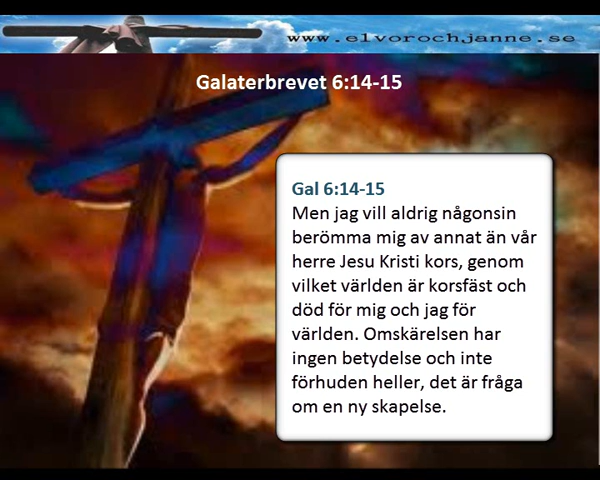 www.elvorochjanne.se
Galaterbrevet 6:14-15
Gal 6:14-15
Men jag vill aldrig någonsin
berömma mig av annat än vår
herre Jesu Kristi kors, genom
vilket världen är korsfäst och
död för mig och jag för
världen. Omskärelsen har
ingen betydelse och inte
förhuden heller, det är fråga
om en ny skapelse.